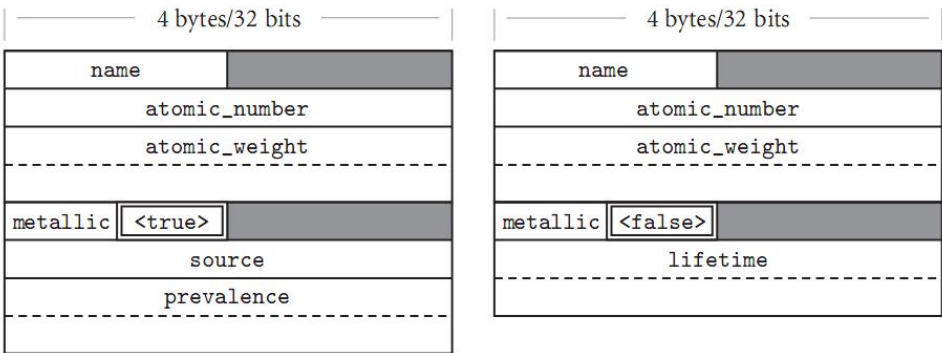 4 bytes/32 bits
name
atomic_number
atomic_weight
metallic <true>
source
prevalence
4 bytes/32 bits
name
atomic_number
atomic_weight
metallic <false>
lifetime